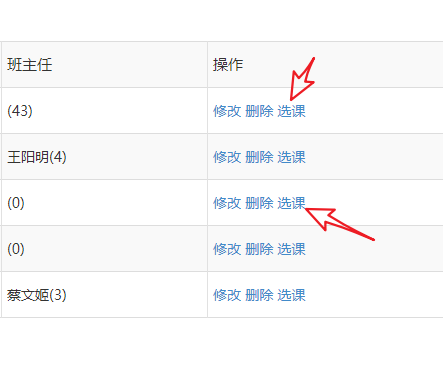 班主任 操作
(43) 修改 删除 选课
王阳明(4) 修改 删除 选课
(0) 修改 删除 选课
(0) 修改 删除 选课
蔡文姬(3) 修改 删除 选课